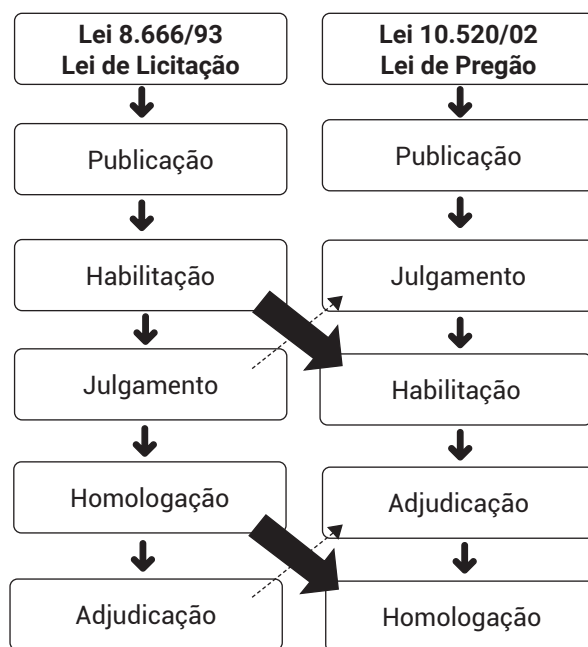 Lei 8.666/93
Lei de Licitação
Publicação
Habilitação
Julgamento
Homologação
Adjudicação
Lei 10.520/02
Lei de Pregão
Publicação
Julgamento
Habilitação
Adjudicação
Homologação